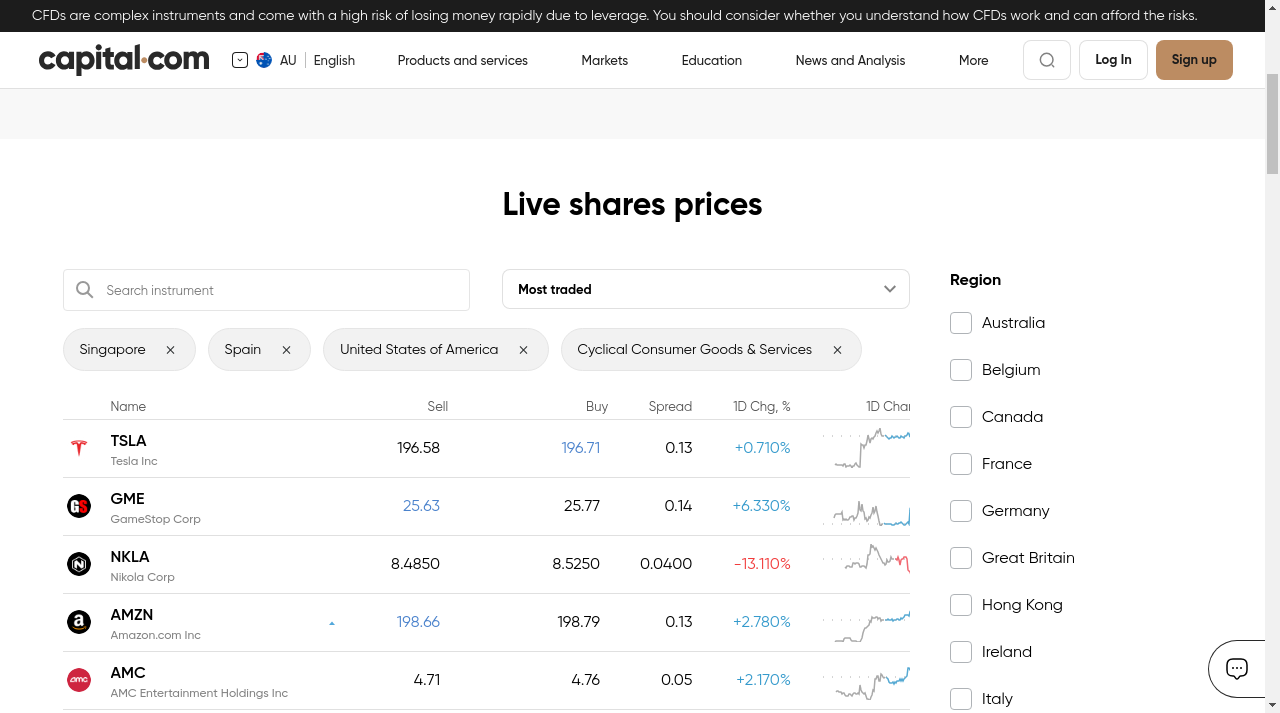 CFDs are complex instruments and come with a high risk of losing money rapidly due to leverage. You should consider whether you understand how CFDs work and can afford the risks.
capital.com AU English Products and services Markets Education News and Analysis More Log In Sign up
Live shares prices
Search instrument Most traded
Singapore Spain United States of America Cyclical Consumer Goods & Services
Name Sell Buy Spread 1D Chg, % 1D Char
TSLA 196.58 196.71 0.13 +0.710%
Tesla Inc
GME 25.63 25.77 0.14 +6.330%
GameStop Corp
NKLA 8.4850 8.5250 0.0400 -13.110%
Nikola Corp
AMZN 198.66 198.79 0.13 +2.780%
Amazon.com Inc
AMC 4.71 4.76 0.05 +2.170%
AMC Entertainment Holdings Inc
Region
Australia
Belgium
Canada
France
Germany
Great Britain
Hong Kong
Ireland
Italy